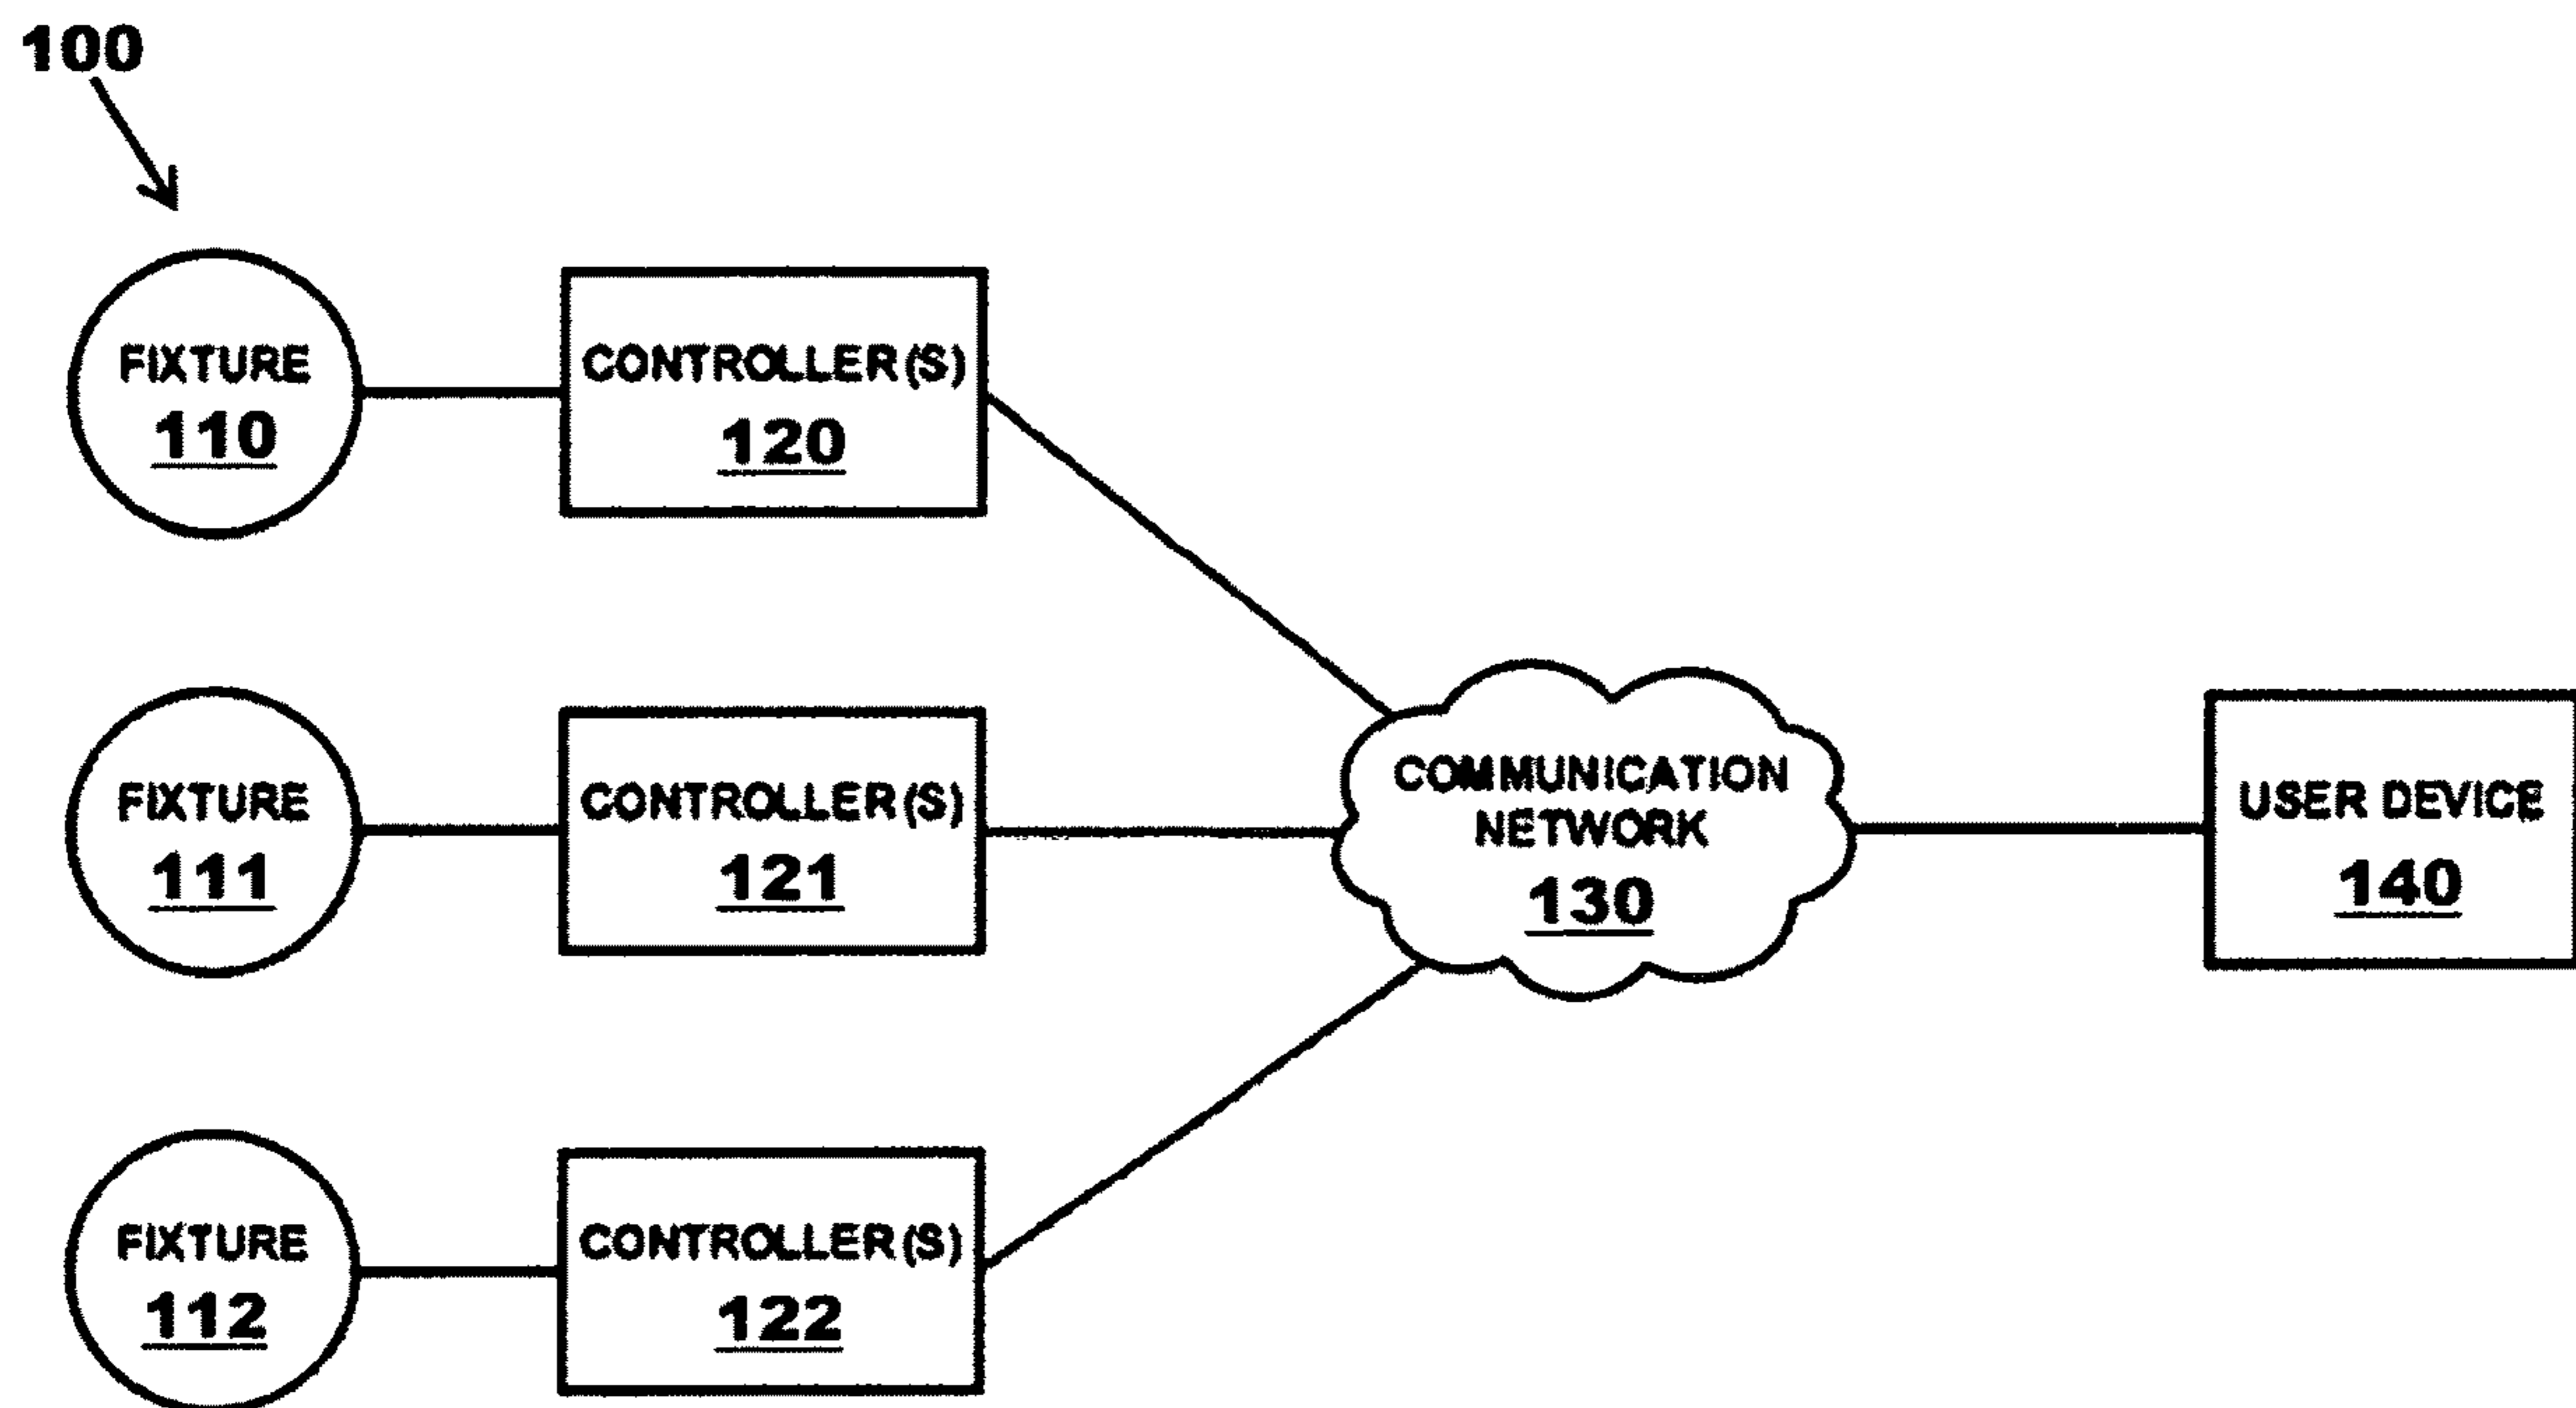 100
FIXTURE
110
CONTROLLER(S)
120
FIXTURE
111
CONTROLLER(S)
121
COMMUNICATION
NETWORK
130
USER DEVICE
140
FIXTURE
112
CONTROLLER(S)
122